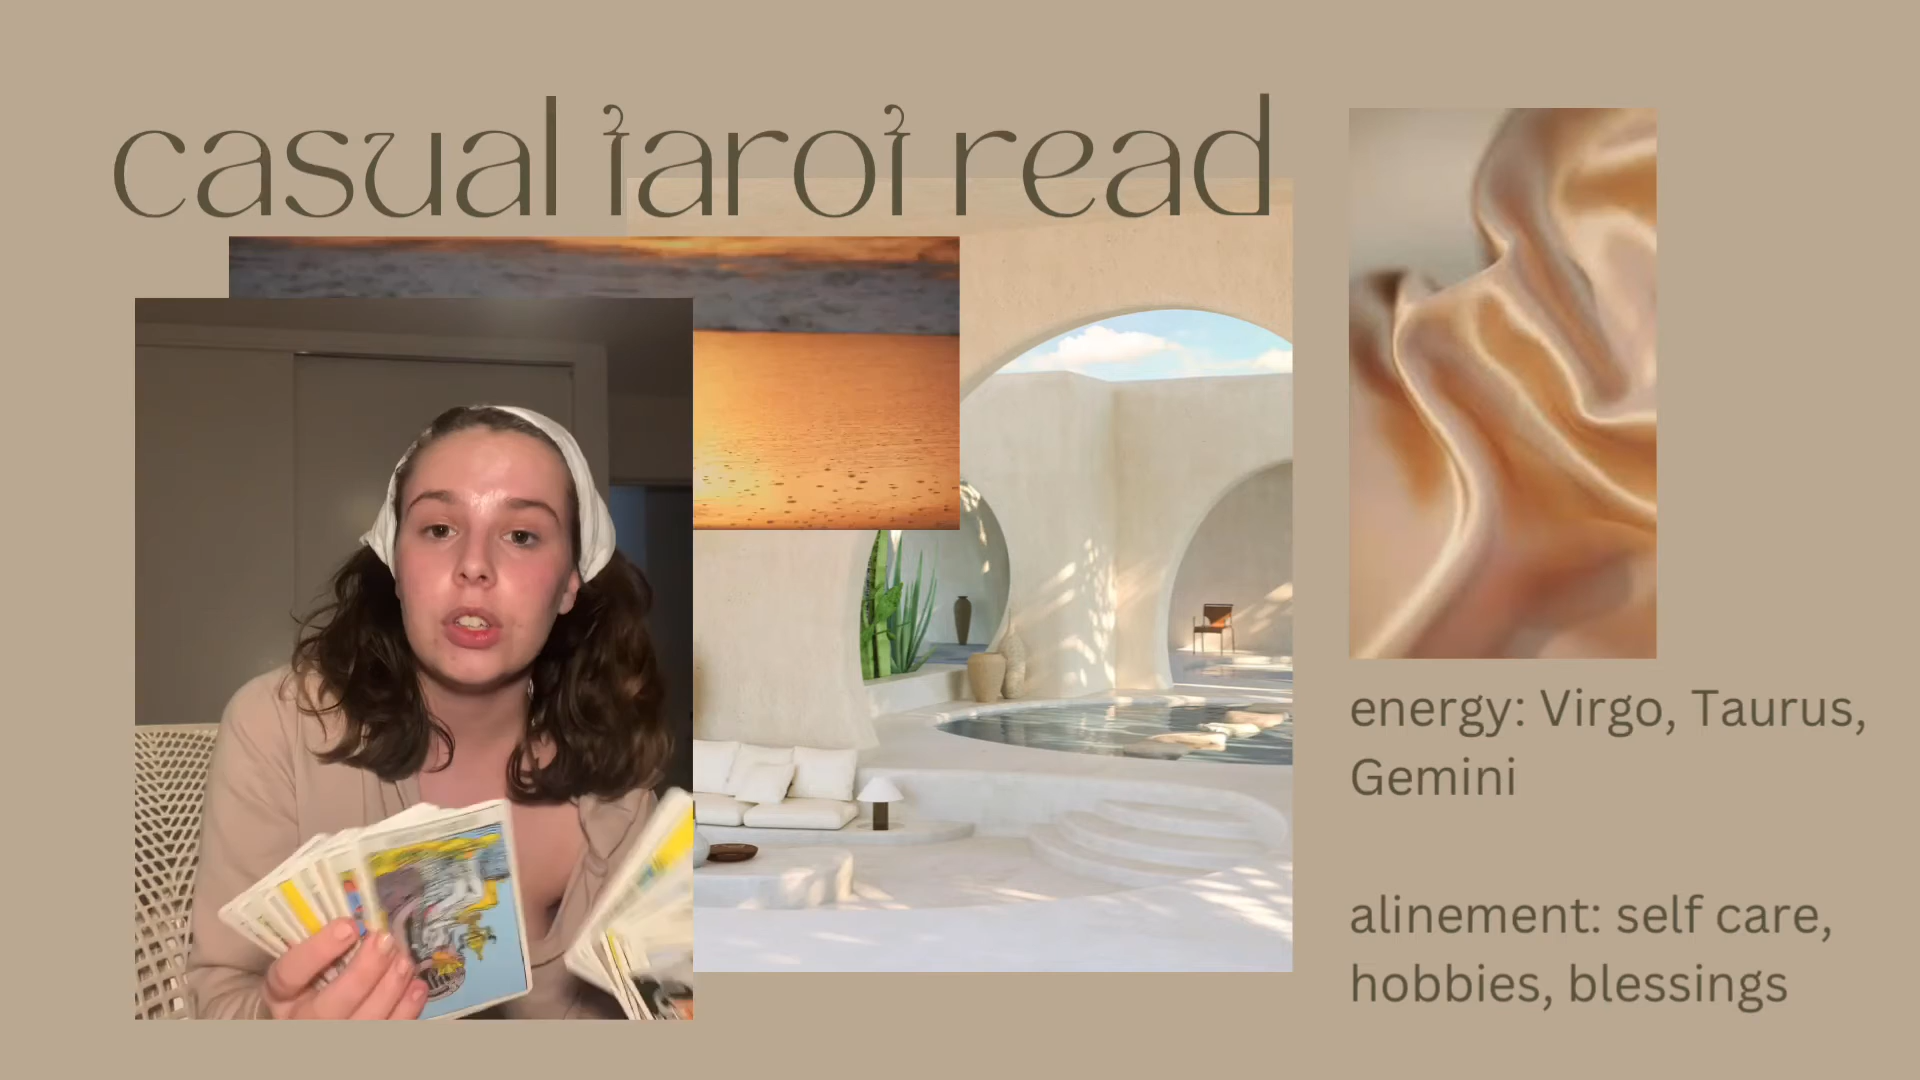 casual tarot read
energy: Virgo, Taurus,
Gemini
alinement: self care,
hobbies, blessings